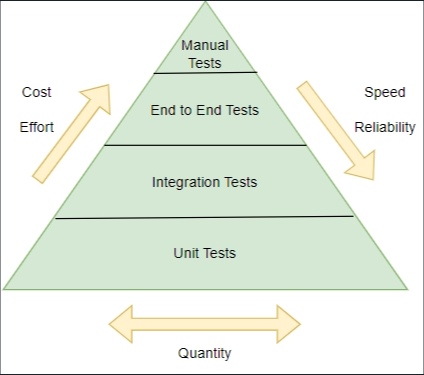 Manual
Tests
Cost
Speed
End to End Tests
Effort
Reliability
Integration Tests
Unit Tests
Quantity